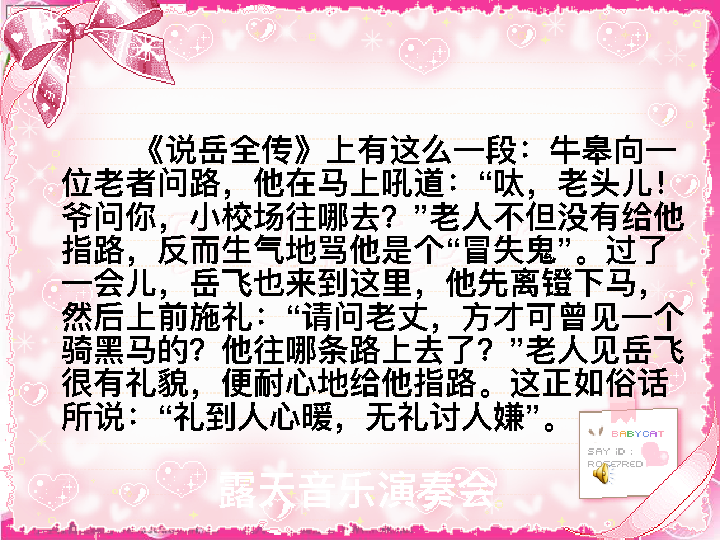 《说岳全传》上有这么一段：牛皋向一
位老者问路，他在马上吼道：“呔，老头儿！
爷问你，小校场往哪去？”老人不但没有给他
指路，反而生气地骂他是个“冒失鬼”。过了
一会儿，岳飞也来到这里，他先离镫下马，
然后上前施礼：“请问老丈，方才可曾见一个
骑黑马的？他往哪条路上去了？”老人见岳飞
很有礼貌，便耐心地给他指路。这正如俗话
所说：“礼到人心暖，无礼讨人嫌”。
BABYCAT
SAY iD :
ROSE7RED
露天音乐演奏会